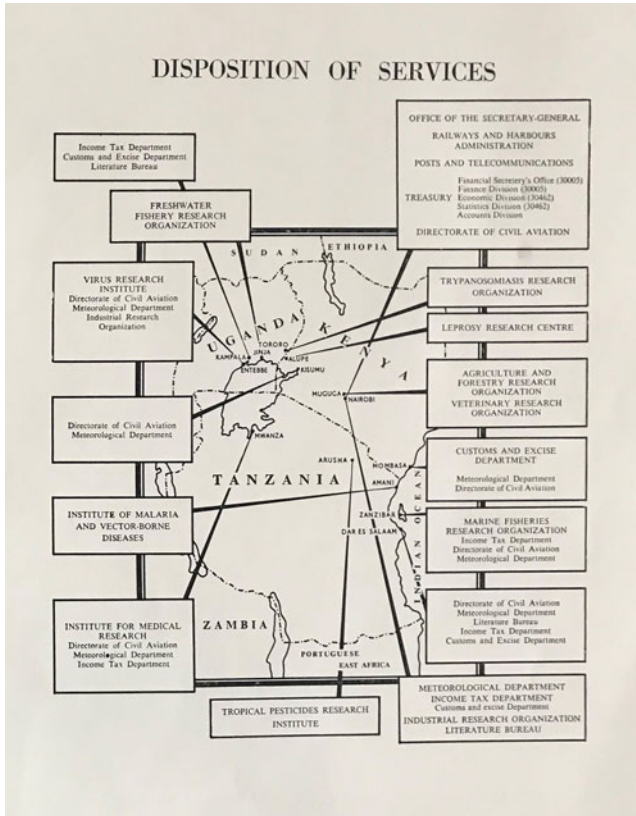 DISPOSITION OF SERVICES
Income Tax Department
Customs and Excise Department
Literature Bureau
FRESHWATER
FISHERY RESEARCH
ORGANIZATION
VIRUS RESEARCH
INSTITUTE
Directorate of Civil Aviation
Meteorological Department
Industrial Research
Organization
Directorate of Civil Aviation
Meteorological Department
INSTITUTE OF MALARIA
AND VECTOR-BORNE
DISEASES
INSTITUTE FOR MEDICAL
RESEARCH
Directorate of Civil Aviation
Meteorological Department
Income Tax Department
SUDAN
ETHIOPIA
UGANDA
KENYA
TORORO
JINJA
KAMPALA
ALUPE
ENTEBBE
KISUMU
MUGUGA
NAIROBI
MWANZA
ARUSHA
MOMBASA
TANZANIA
AMANI
ZANZIBAR
DAR ES SALAAM
INDIAN OCEAN
ZAMBIA
PORTUGUESE
EAST AFRICA
OFFICE OF THE SECRETARY-GENERAL
RAILWAYS AND HARBOURS
ADMINISTRATION
POSTS AND TELECOMMUNICATIONS
Financial Secretery's Office (30005)
Finance Division (30005)
TREASURY Economic Division (30462)
Statistics Division (30462)
Accounts Division
DIRECTORATE OF CIVIL AVIATION
TRYPANOSOMIASIS RESEARCH
ORGANIZATION
LEPROSY RESEARCH CENTRE
AGRICULTURE AND
FORESTRY RESEARCH
ORGANIZATION
VETERINARY RESEARCH
ORGANIZATION
CUSTOMS AND EXCISE
DEPARTMENT
Meteorological Department
Directorate of Civil Aviation
MARINE FISHERIES
RESEARCH ORGANIZATION
Income Tax Department
Directorate of Civil Aviation
Meteorological Department
Directorate of Civil Aviation
Meteorological Department
Literature Bureau
Income Tax Department
Customs and Excise Department
METEOROLOGICAL DEPARTMENT
INCOME TAX DEPARTMENT
Customs and excise Department
INDUSTRIAL RESEARCH ORGANIZATION
LITERATURE BUREAU
TROPICAL PESTICIDES RESEARCH
INSTITUTE